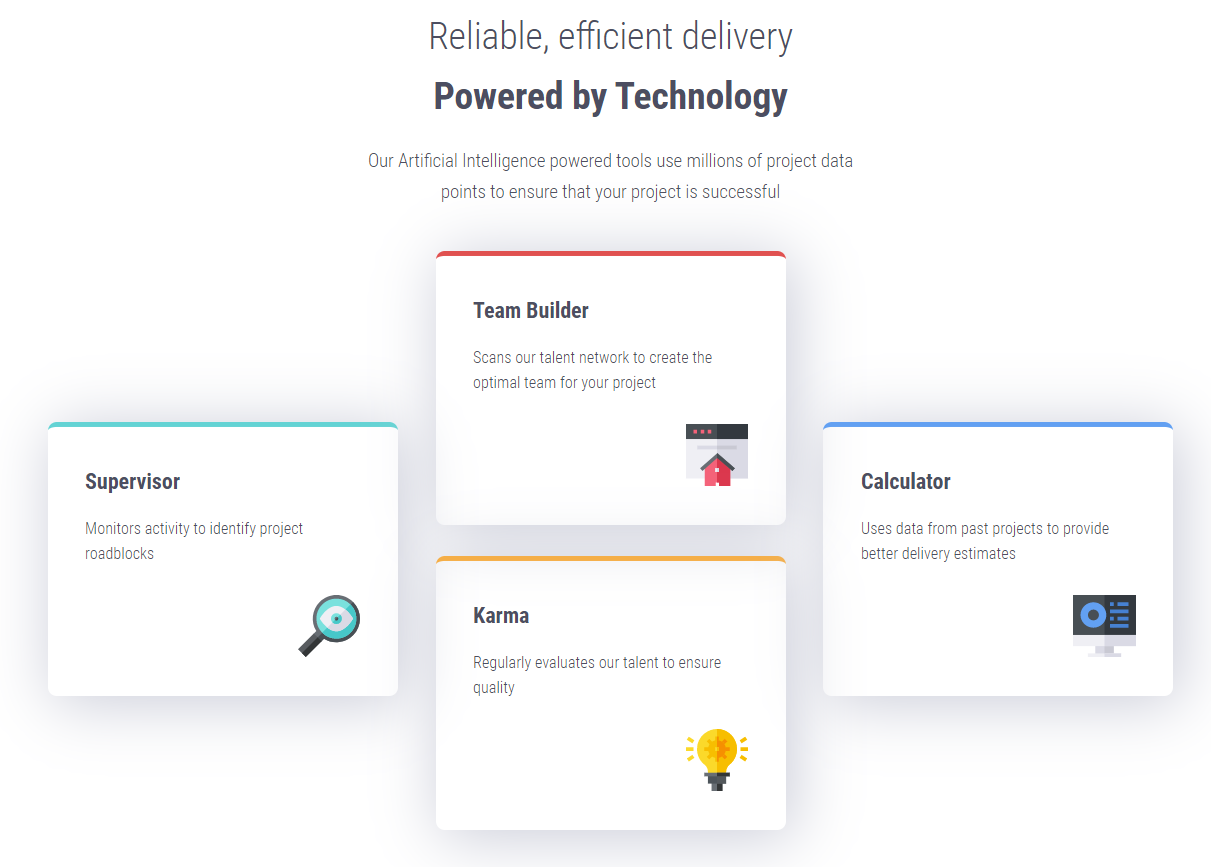 Reliable, efficient delivery
Powered by Technology
Our Artificial Intelligence powered tools use millions of project data
points to ensure that your project is successful
Team Builder
Scans our talent network to create the
optimal team for your project
Supervisor
Monitors activity to identify project
roadblocks
Karma
Regularly evaluates our talent to ensure
quality
Calculator
Uses data from past projects to provide
better delivery estimates